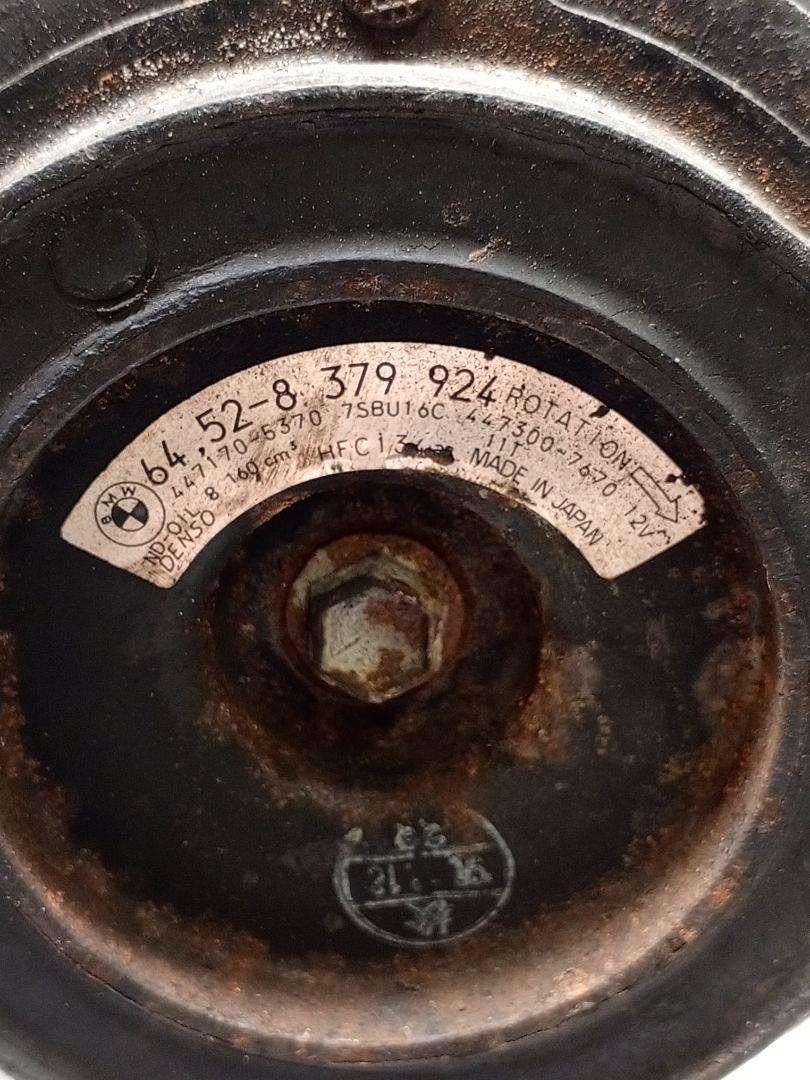 BMW
64.52-8 379 924 ROTATION
447170-5370 7SBU16C 447300-7670 12V
ND-OIL 8 160 cm³ HFC134a 11T MADE IN JAPAN
DENSO